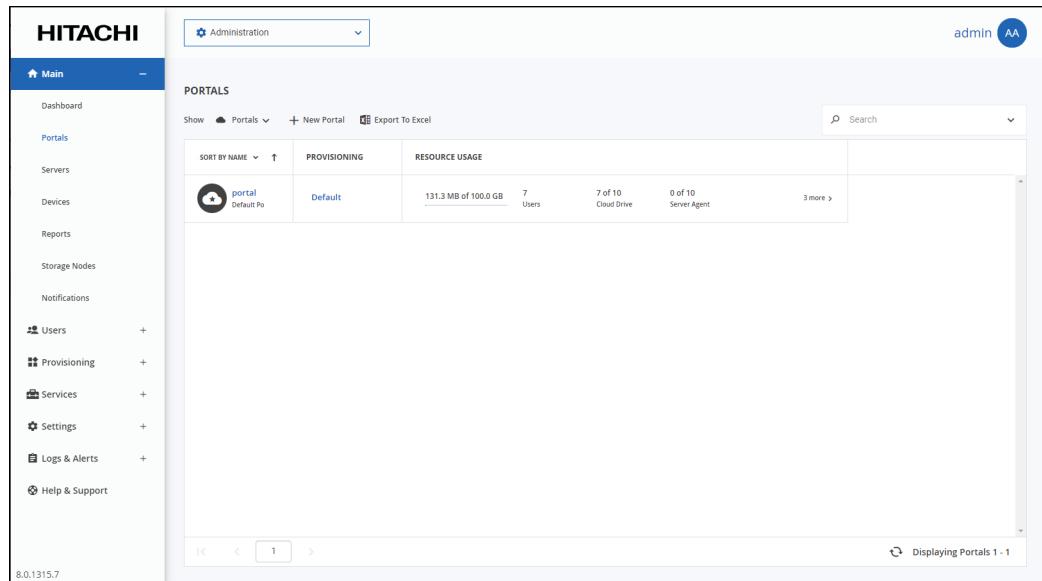 HITACHI
Administration
admin AA
Main
Dashboard
Portals
Servers
Devices
Reports
Storage Nodes
Notifications
Users
Provisioning
Services
Settings
Logs & Alerts
Help & Support
8.0.1315.7
PORTALS
Show Portals New Portal Export To Excel
Search
SORT BY NAME PROVISIONING RESOURCE USAGE
portal Default 131.3 MB of 100.0 GB 7 7 of 10 0 of 10 3 more
Default Po Users Cloud Drive Server Agent
1
Displaying Portals 1 - 1